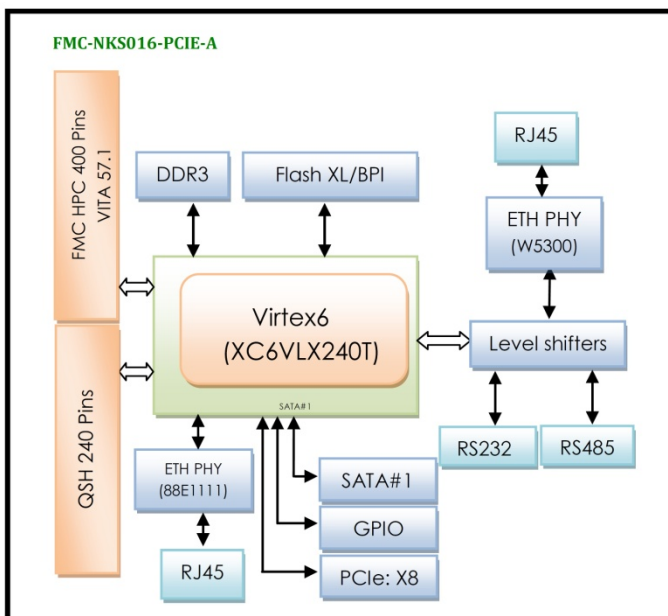 FMC-NKS016-PCIE-A
FMC HPC 400 Pins
VITA 57.1
QSH 240 Pins
DDR3
Flash XL/BPI
RJ45
ETH PHY
(W5300)
Virtex6
(XC6VLX240T)
Level shifters
SATA#1
RS232
RS485
ETH PHY
(88E1111)
RJ45
SATA#1
GPIO
PCIe: X8